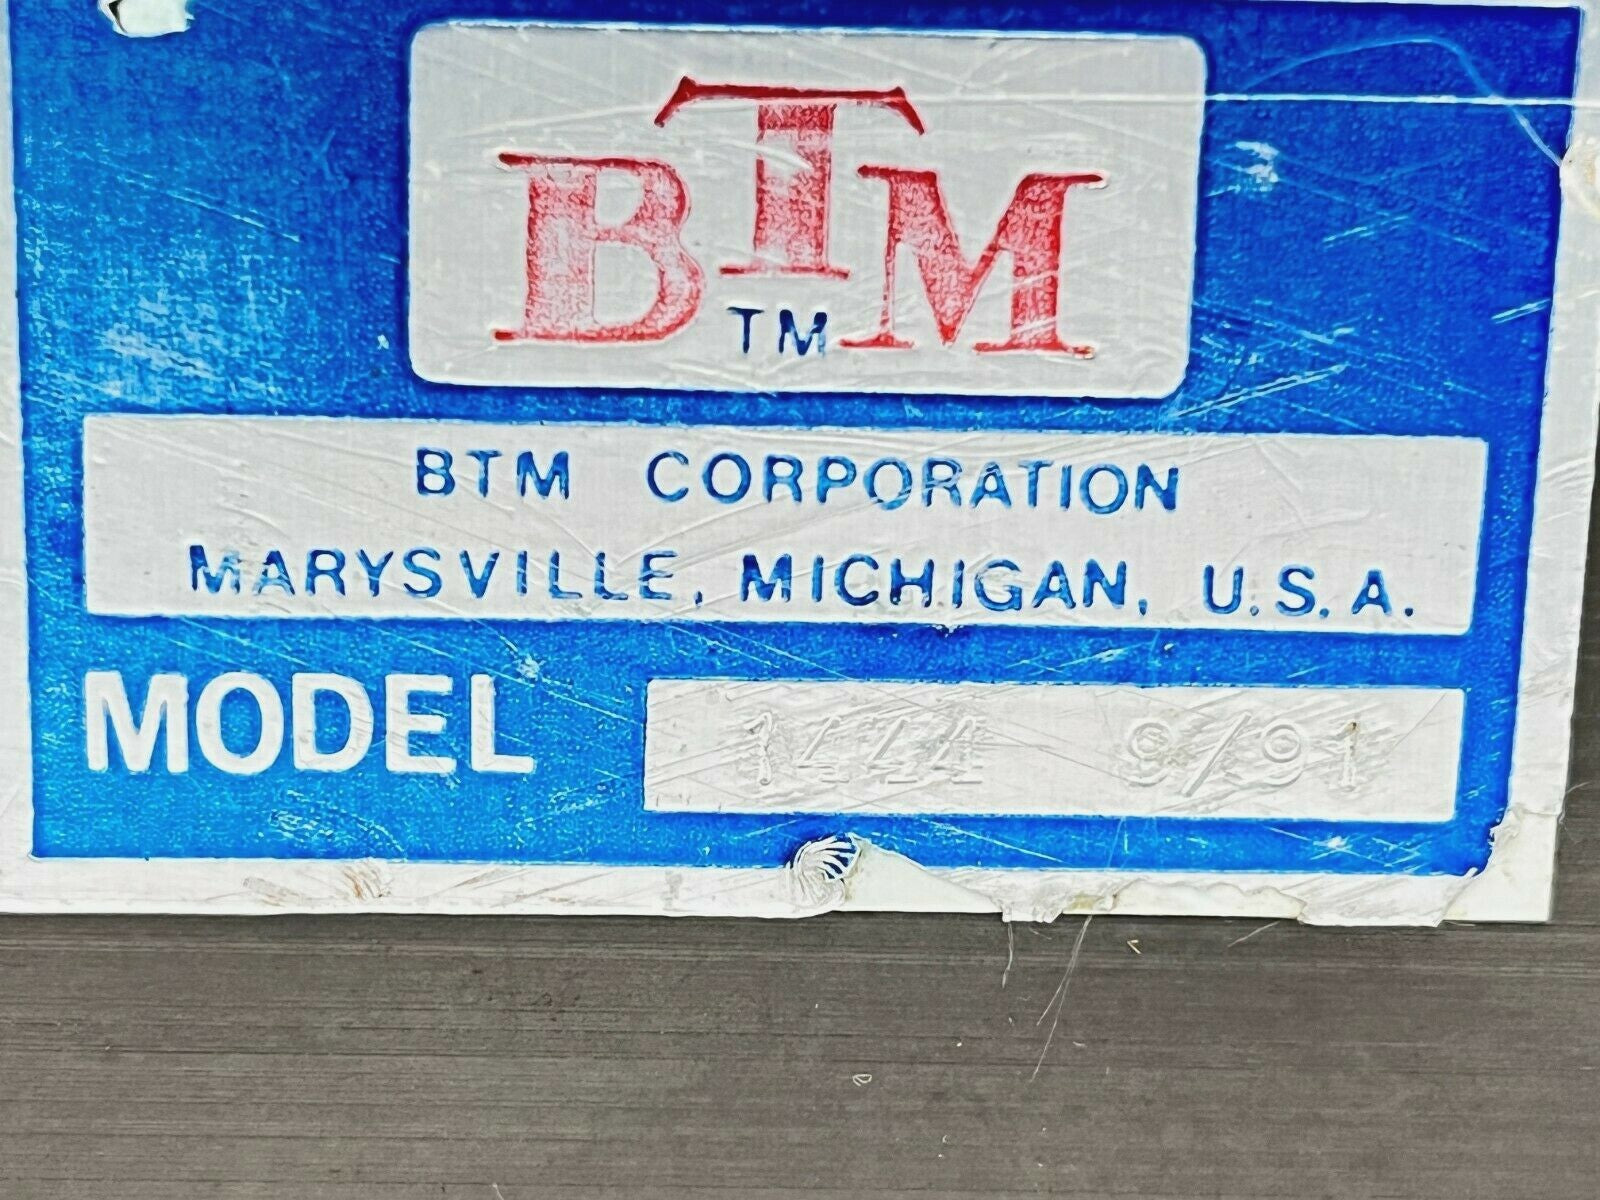 BTM
TM
BTM CORPORATION
MARYSVILLE, MICHIGAN, U.S.A.
MODEL 1444 9/91